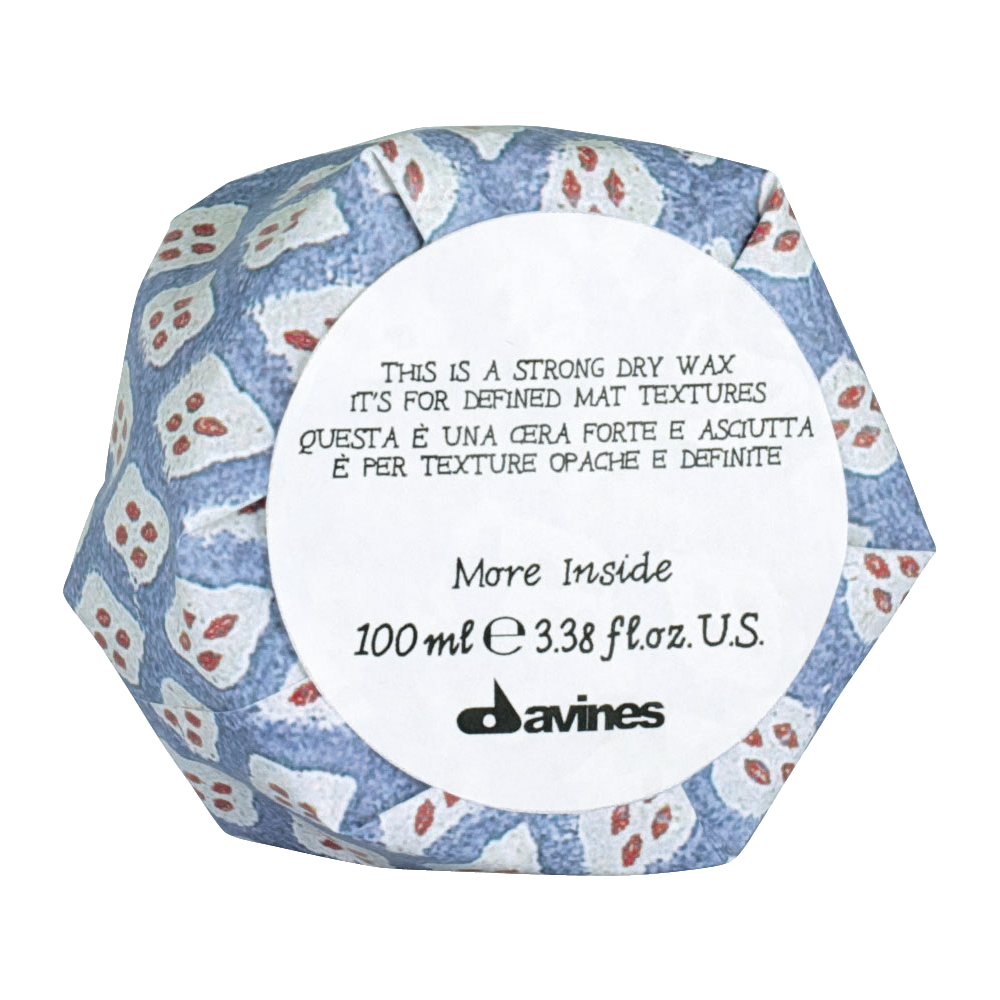 THIS IS A STRONG DRY WAX
IT'S FOR DEFINED MAT TEXTURES
QUESTA È UNA CERA FORTE E ASCIUTTA
È PER TEXTURE OPACHE E DEFINITE
More Inside
100 ml ℮ 3.38 fl.oz. U.S.
davines